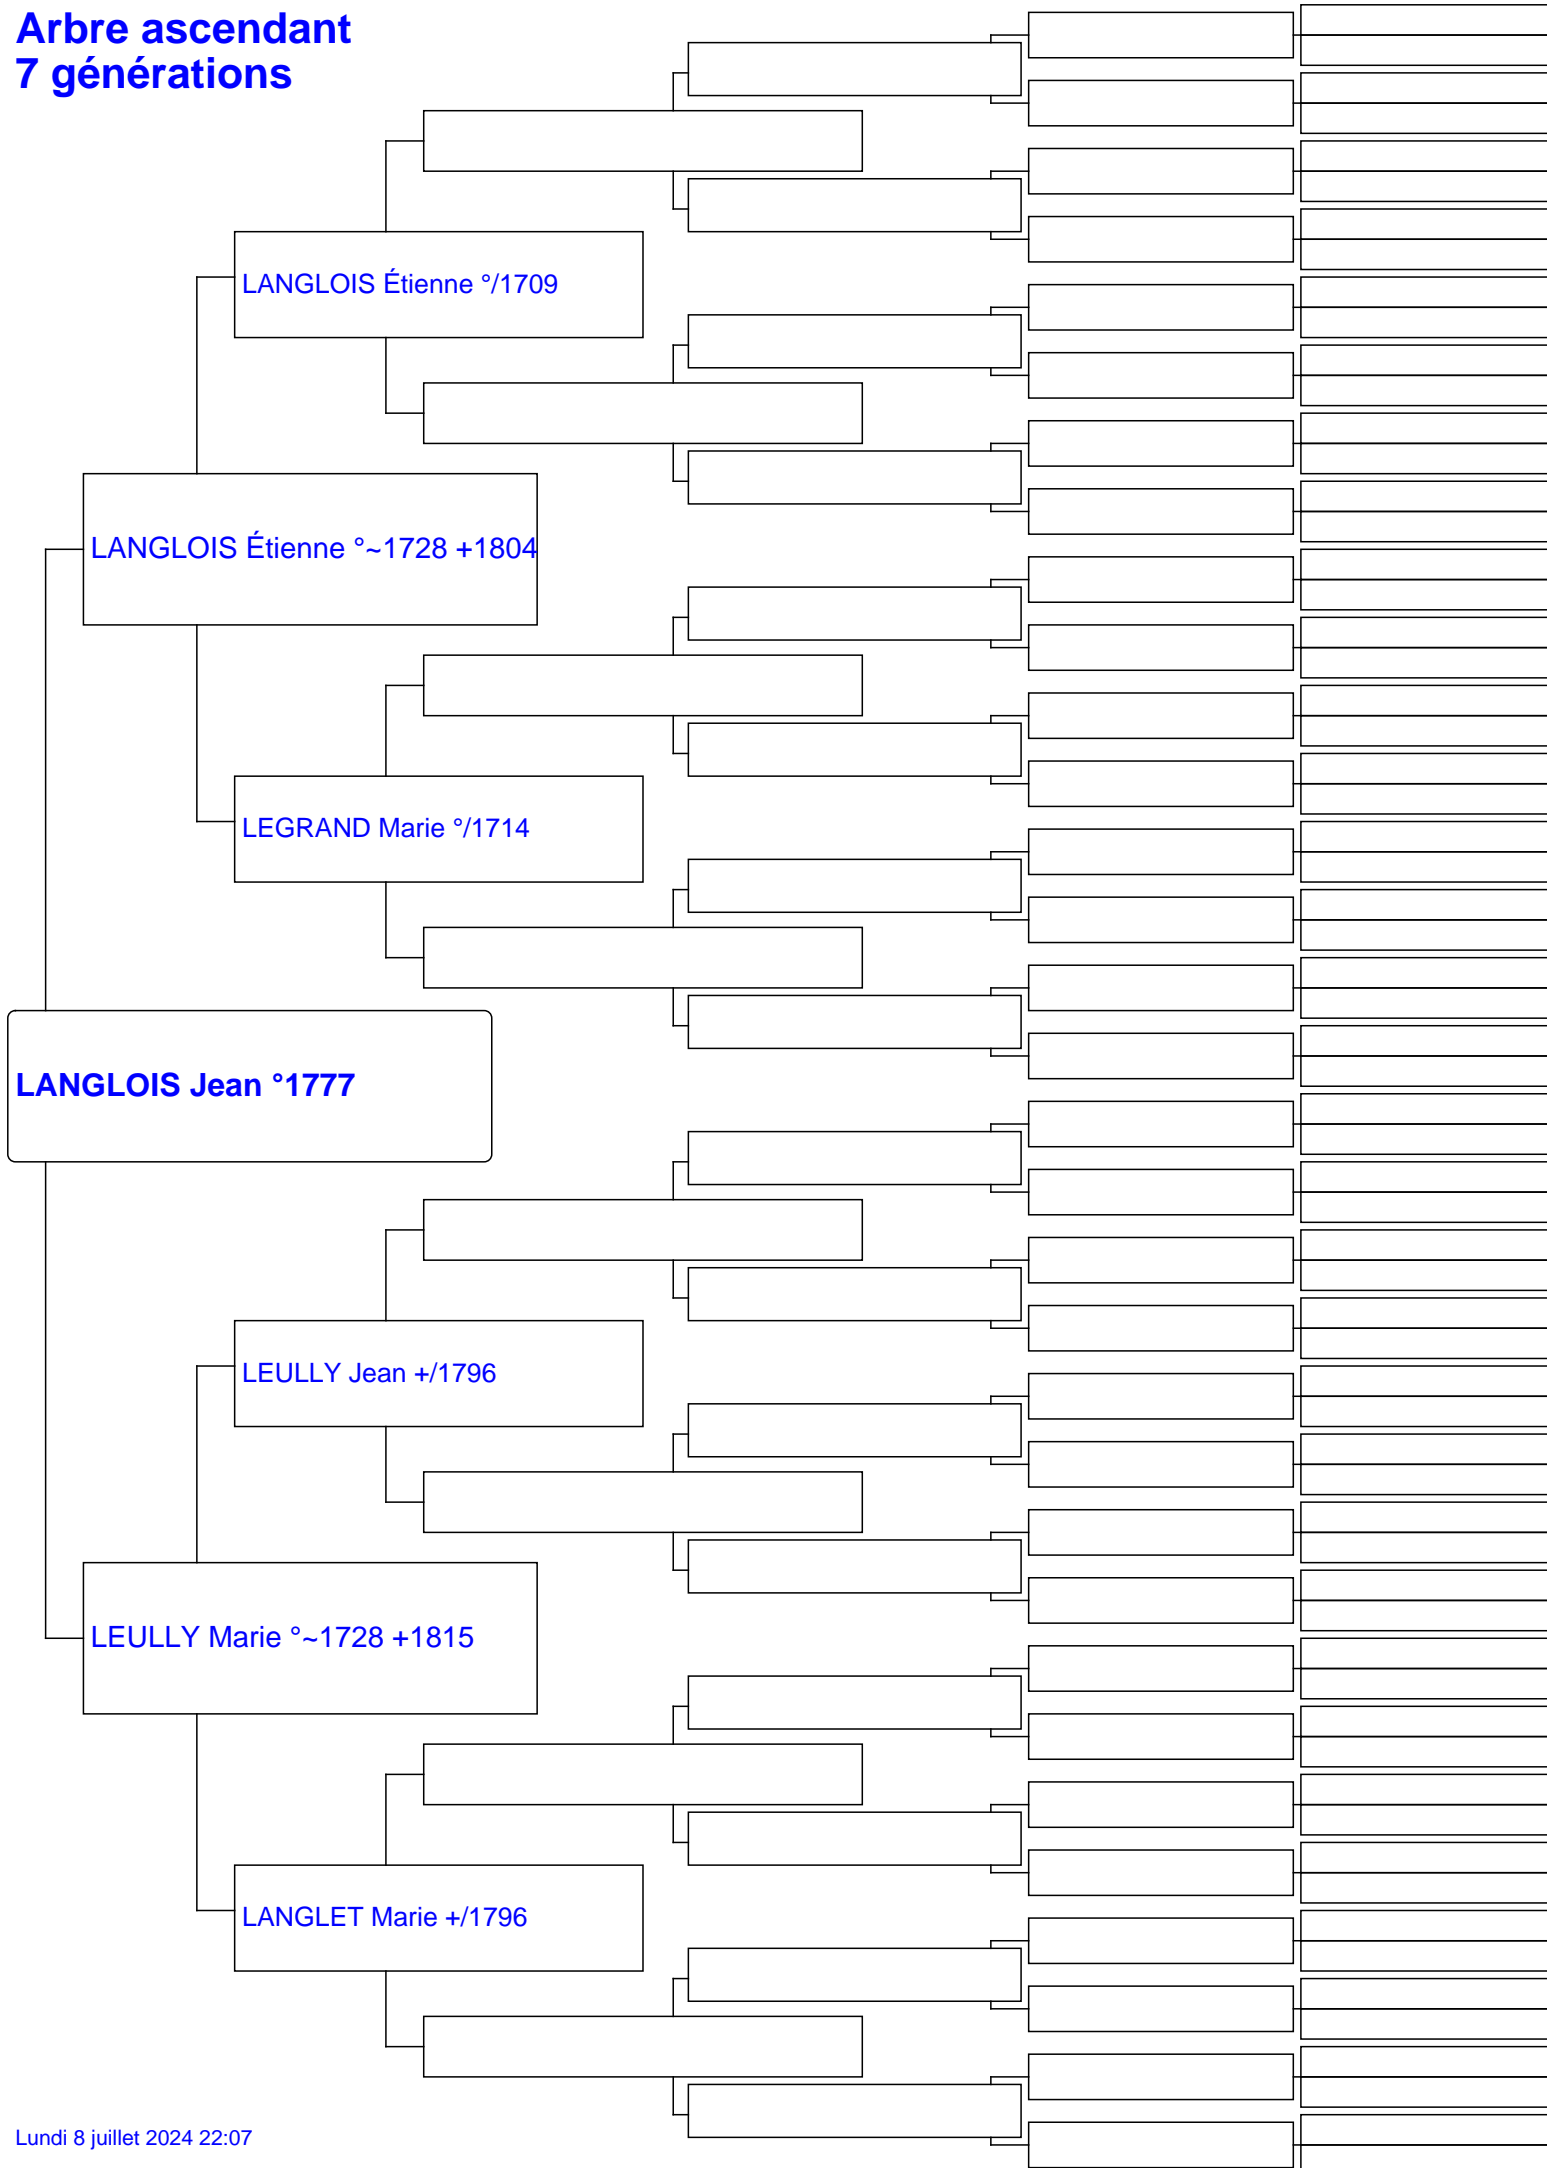 Arbre ascendant
7 générations
LANGLOIS Étienne °/1709
LANGLOIS Étienne °~1728 +1804
LEGRAND Marie °/1714
LANGLOIS Jean °1777
LEULLY Jean +/1796
LEULLY Marie °~1728 +1815
LANGLET Marie +/1796
Lundi 8 juillet 2024 22:07